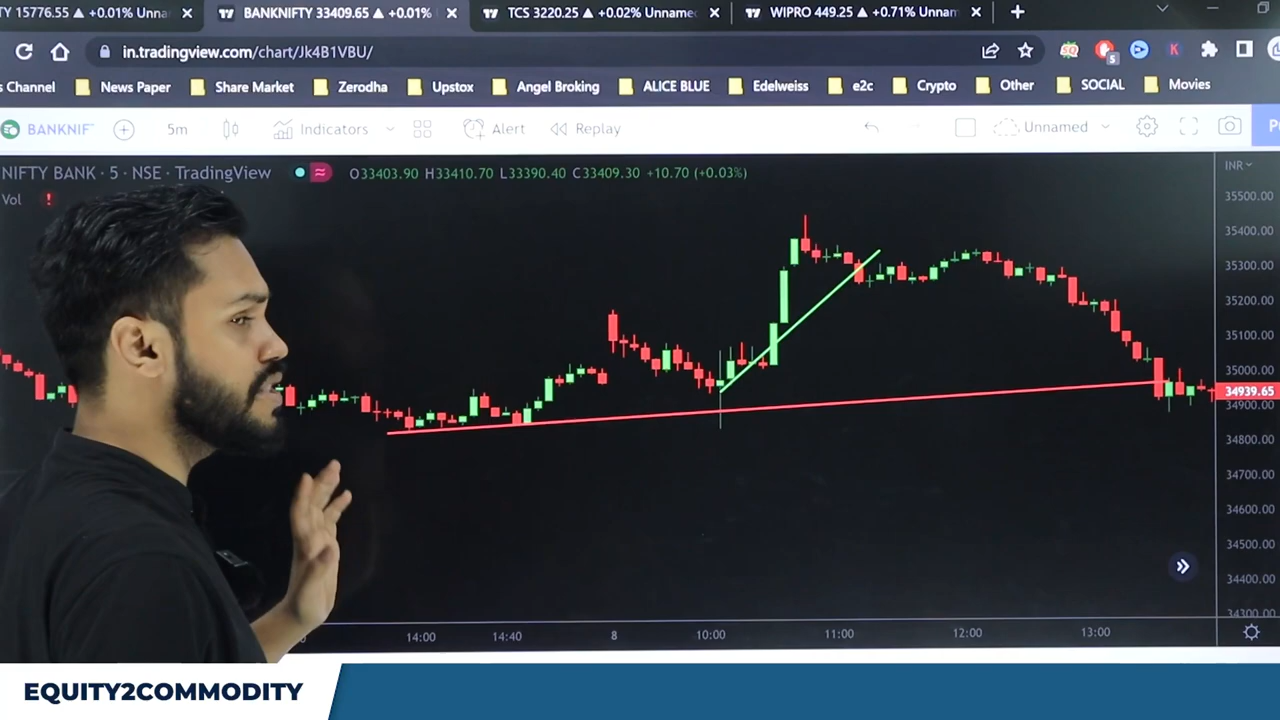 TY 15776.55 ▲ +0.01% Unna
BANKNIFTY 33409.65 ▲ +0.01%
TCS 3220.25 ▲ +0.02% Unname
WIPRO 449.25 ▲ +0.71% Unnam
in.tradingview.com/chart/Jk4B1VBU/
5
K
s Channel
News Paper
Share Market
Zerodha
Upstox
Angel Broking
ALICE BLUE
Edelweiss
e2c
Crypto
Other
SOCIAL
Movies
BANKNIF
5m
Indicators
Alert
Replay
Unnamed
NIFTY BANK · 5 · NSE · TradingView
O33403.90 H33410.70 L33390.40 C33409.30 +10.70 (+0.03%)
Vol
INR
35500.00
35400.00
35300.00
35200.00
35100.00
35000.00
34939.65
34900.00
34800.00
34700.00
34600.00
34500.00
34400.00
34300.00
14:00
14:40
8
10:00
11:00
12:00
13:00
EQUITY2COMMODITY